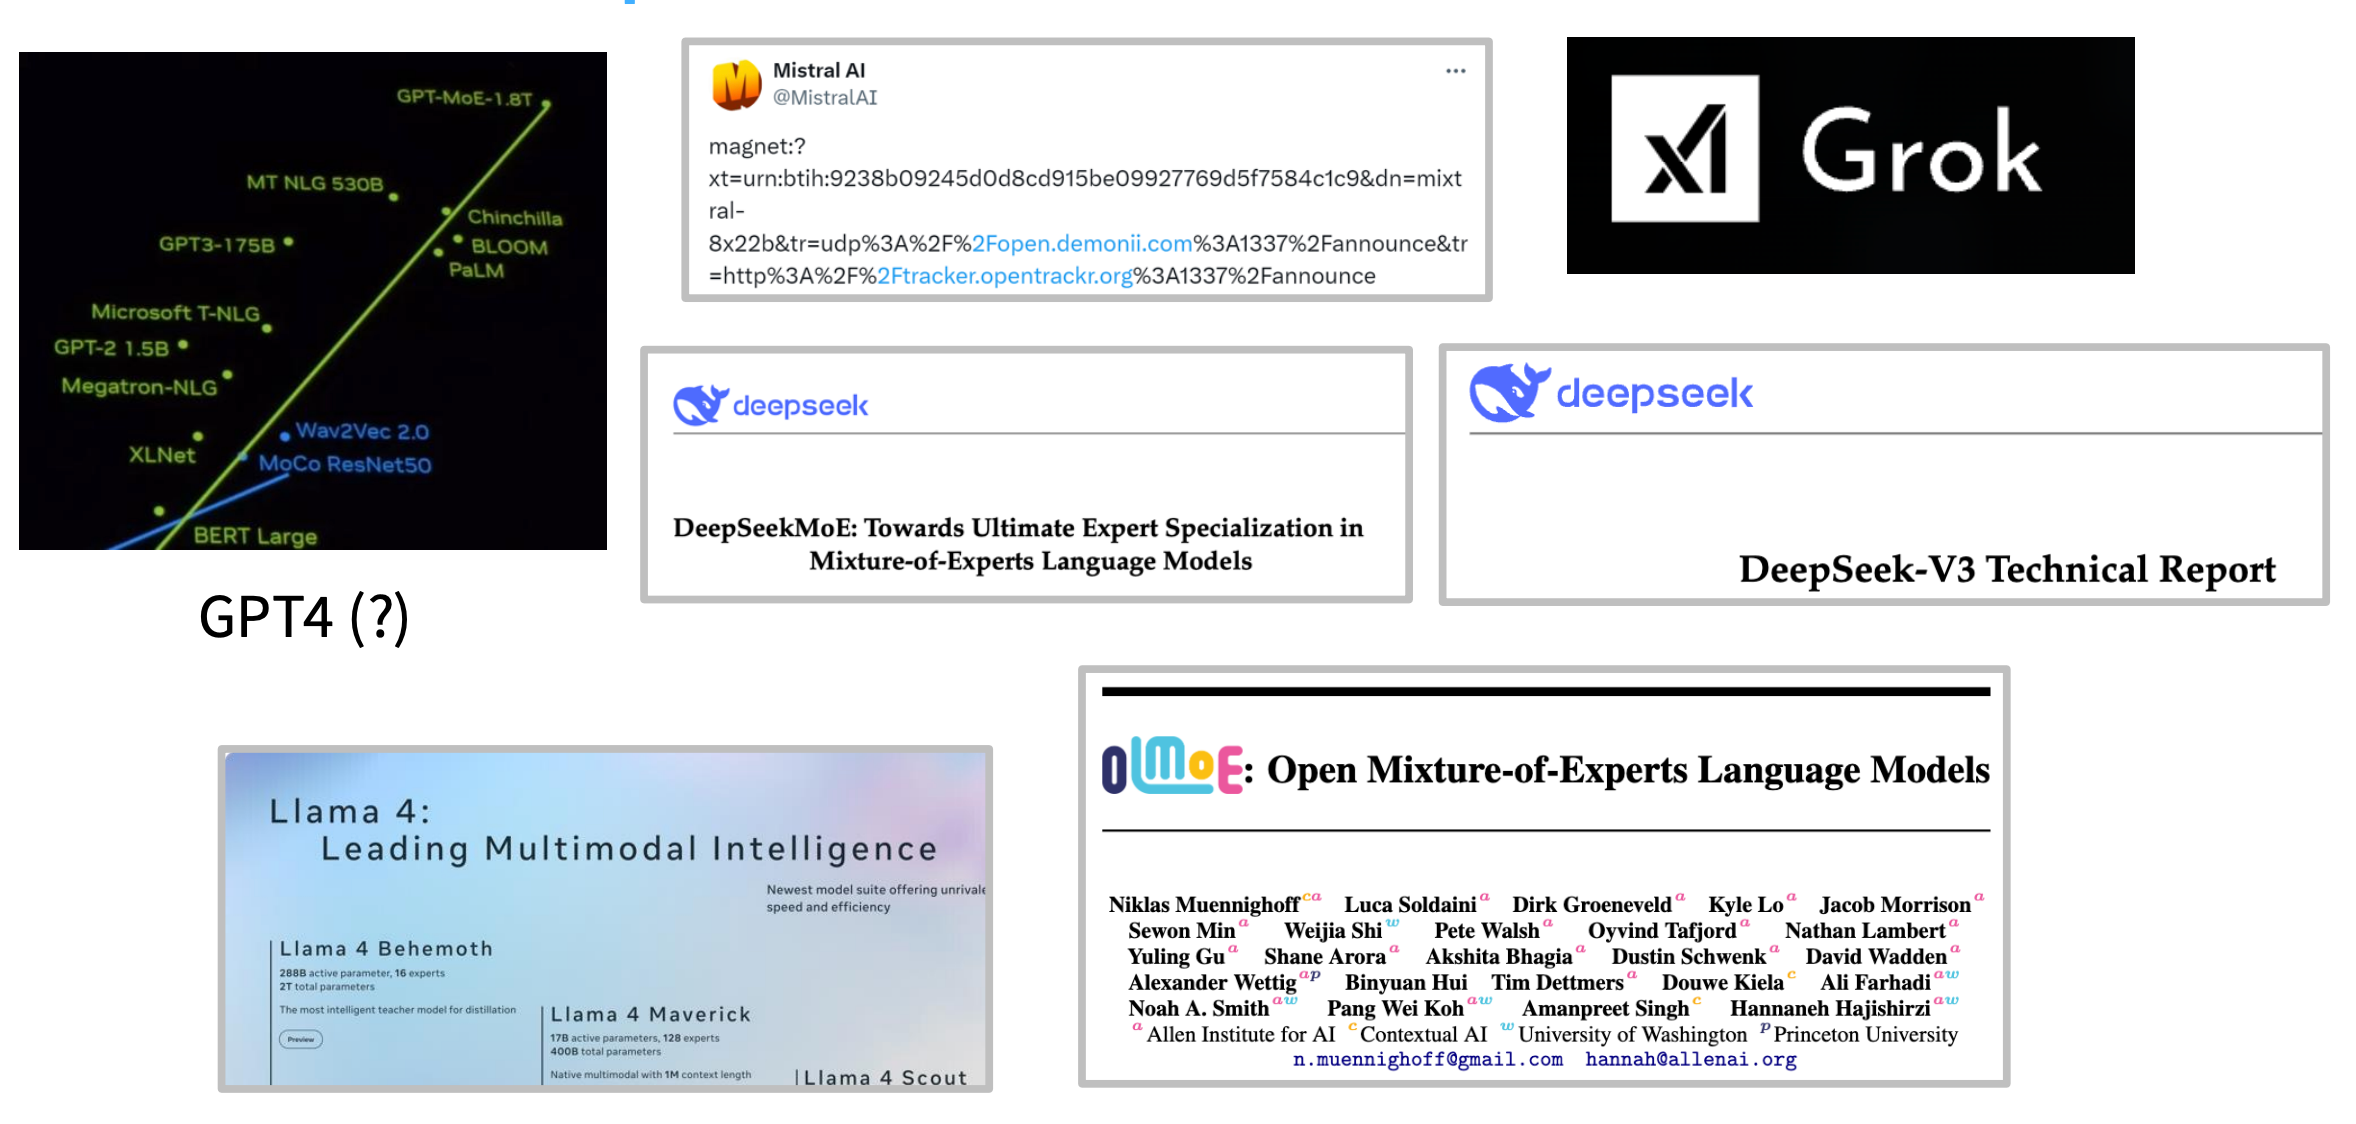 GPT-MoE-1.8T
MT NLG 530B
Chinchilla
GPT3-175B
BLOOM
PaLM
Microsoft T-NLG
GPT-2 1.5B
Megatron-NLG
Wav2Vec 2.0
XLNet
MoCo ResNet50
BERT Large
GPT4 (?)
Mistral AI
@MistralAI
magnet:?
xt=urn:btih:9238b09245d0d8cd915be09927769d5f7584c1c9&dn=mixt
ral-
8x22b&tr=udp%3A%2F%2Fopen.demonii.com%3A1337%2Fannounce&tr
=http%3A%2F%2Ftracker.opentrackr.org%3A1337%2Fannounce
xI Grok
deepseek
DeepSeekMoE: Towards Ultimate Expert Specialization in
Mixture-of-Experts Language Models
deepseek
DeepSeek-V3 Technical Report
Llama 4:
Leading Multimodal Intelligence
Newest model suite offering unrivale
speed and efficiency
Llama 4 Behemoth
288B active parameter, 16 experts
2T total parameters
The most intelligent teacher model for distillation
Preview
Llama 4 Maverick
17B active parameters, 128 experts
400B total parameters
Native multimodal with 1M context length
Llama 4 Scout
OLMoE: Open Mixture-of-Experts Language Models
Niklas Muennighoff ca Luca Soldaini a Dirk Groeneveld a Kyle Lo a Jacob Morrison a
Sewon Min a Weijia Shi w Pete Walsh a Oyvind Tafjord a Nathan Lambert a
Yuling Gu a Shane Arora a Akshita Bhagia a Dustin Schwenk a David Wadden a
Alexander Wettig ap Binyuan Hui Tim Dettmers a Douwe Kiela c Ali Farhadi aw
Noah A. Smith aw Pang Wei Koh aw Amanpreet Singh c Hannaneh Hajishirzi aw
a Allen Institute for AI c Contextual AI w University of Washington p Princeton University
n.muennighoff@gmail.com hannah@allenai.org